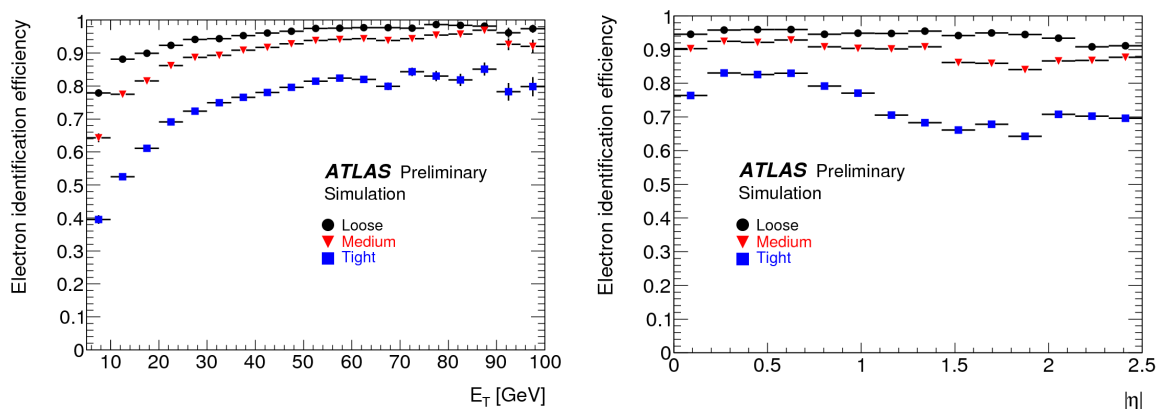 Electron identification efficiency
1
0.9
0.8
0.7
0.6
0.5
0.4
0.3
0.2
0.1
0
ATLAS Preliminary
Simulation
Loose
Medium
Tight
10 20 30 40 50 60 70 80 90 100
E_T [GeV]
Electron identification efficiency
1
0.9
0.8
0.7
0.6
0.5
0.4
0.3
0.2
0.1
0
ATLAS Preliminary
Simulation
Loose
Medium
Tight
0 0.5 1 1.5 2 2.5
|η|